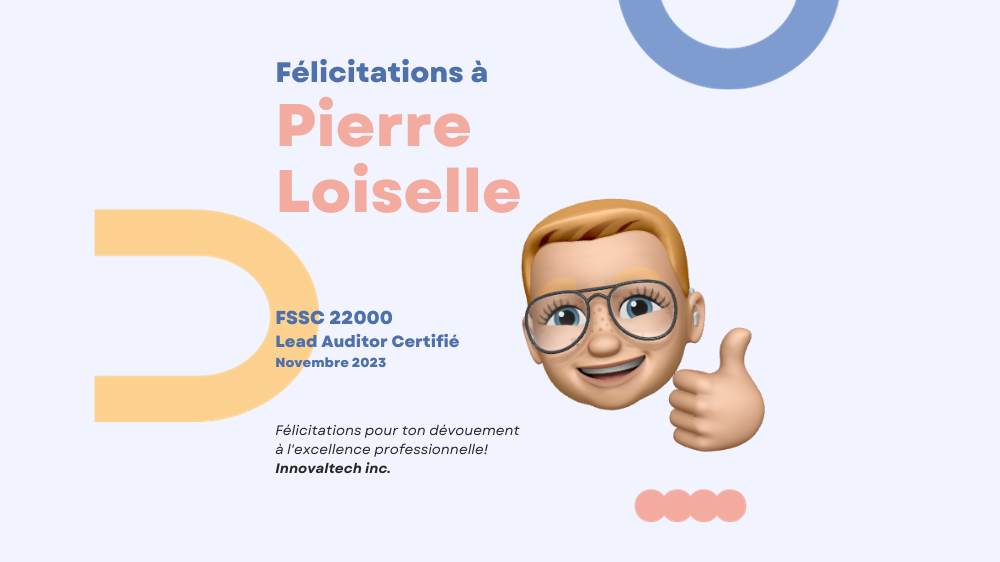 Félicitations à
Pierre
Loiselle
FSSC 22000
Lead Auditor Certifié
Novembre 2023
Félicitations pour ton dévouement
à l'excellence professionnelle!
Innovaltech inc.